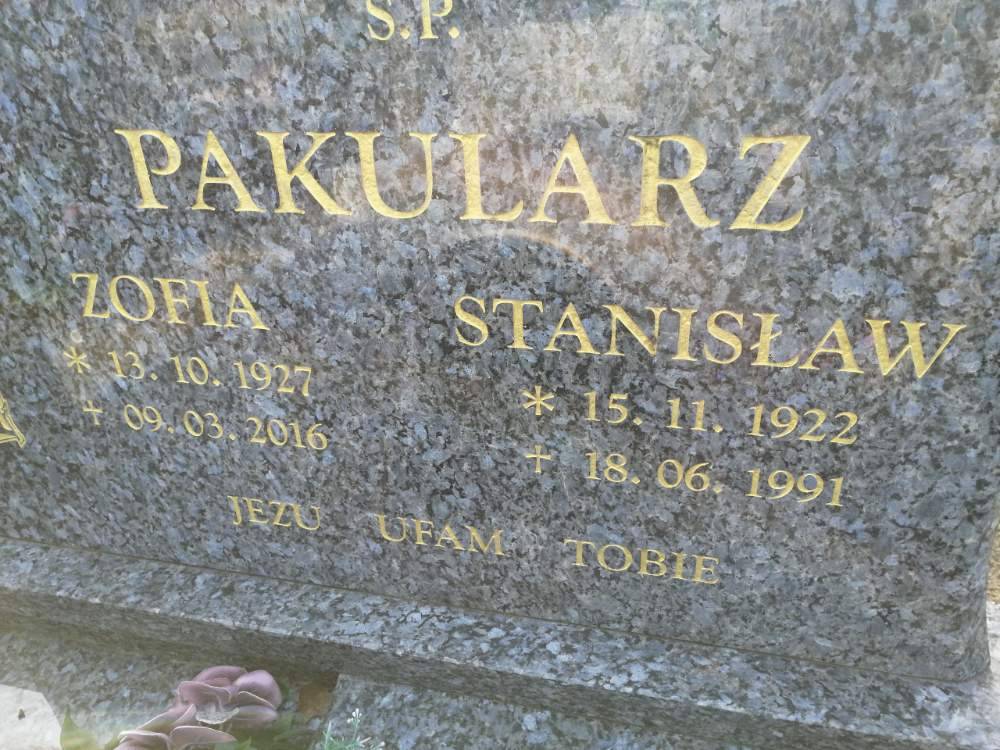 Ś.P.
PAKULARZ
ZOFIA
* 13. 10. 1927
+ 09. 03. 2016
STANISŁAW
* 15. 11. 1922
+ 18. 06. 1991
JEZU UFAM TOBIE